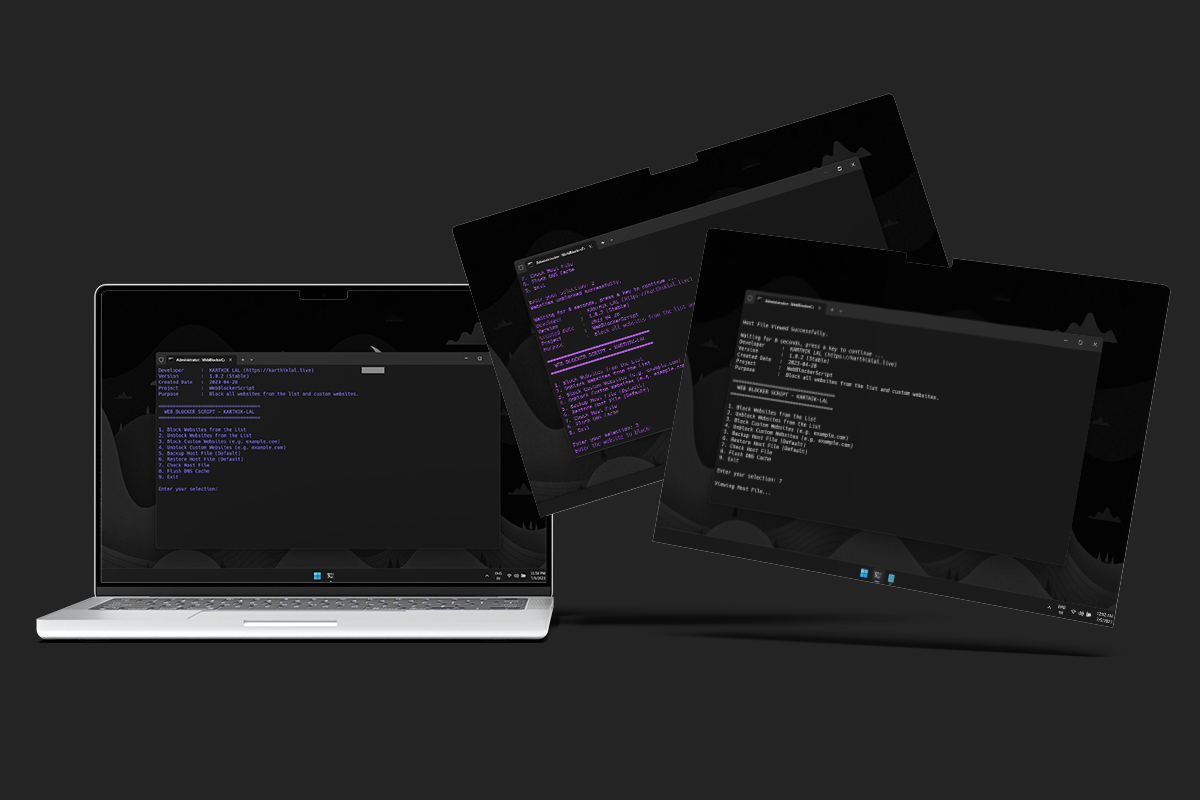 Administrator: WebBlockerC
Developer : KARTHIK LAL (https://karthiklal.live)
Version : 1.0.2 (Stable)
Created Date : 2023-04-28
Project : WebBlockerScript
Purpose : Block all websites from the list and custom websites.
WEB BLOCKER SCRIPT - KARTHIK-LAL
1. Block Websites from the List
2. Unblock Websites from the List
3. Block Custom Websites (e.g. example.com)
4. Unblock Custom Websites (e.g. example.com)
5. Backup Host File [Default]
6. Restore Host File [Default]
7. Check Host File
8. Flush DNS Cache
9. Exit
Enter your selection:
ENG
Administrator: WebBlockerC
7. Check Host File
8. Flush DNS Cache
9. Exit
Enter your selection: 2
Websites unblocked successfully.
Waiting for 0 seconds, press a key to continue ...
Developer : KARTHIK LAL (https://karthiklal.live)
Version : 1.0.2 (Stable)
Created Date : 2023-04-28
Project : WebBlockerScript
Purpose : Block all websites from the list and
WEB BLOCKER SCRIPT - KARTHIK-LAL
1. Block Websites from the List
2. Unblock Websites from the List
3. Block Custom Websites (e.g. example.com)
4. Unblock Custom Websites (e.g. example.com)
5. Backup Host File [Default]
6. Restore Host File [Default]
7. Check Host File
8. Flush DNS Cache
9. Exit
Enter your selection: 3
Enter the website to block:
Administrator: WebBlockerC
Host File Viewed Successfully.
Waiting for 0 seconds, press a key to continue ...
Developer : KARTHIK LAL (https://karthiklal.live)
Version : 1.0.2 (Stable)
Created Date : 2023-04-28
Project : WebBlockerScript
Purpose : Block all websites from the list and custom websites.
WEB BLOCKER SCRIPT - KARTHIK-LAL
1. Block Websites from the List
2. Unblock Websites from the List
3. Block Custom Websites (e.g. example.com)
4. Unblock Custom Websites (e.g. example.com)
5. Backup Host File [Default]
6. Restore Host File [Default]
7. Check Host File
8. Flush DNS Cache
9. Exit
Enter your selection: 7
Viewing Host File...
ENG